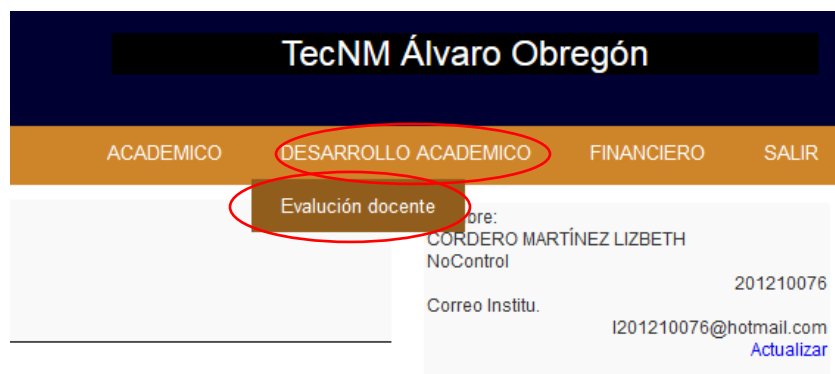 TecNM Álvaro Obregón
ACADEMICO DESARROLLO ACADEMICO FINANCIERO SALIR
Evalución docente
bre:
CORDERO MARTÍNEZ LIZBETH
NoControl
201210076
Correo Institu.
l201210076@hotmail.com
Actualizar